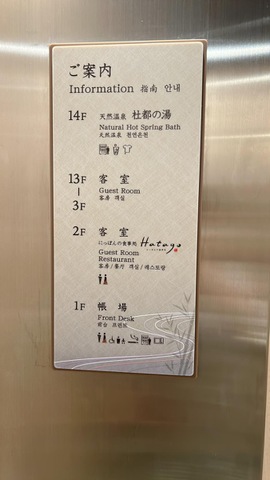 ご案内
Information 指南 안내
14F 天然温泉 杜都の湯
Natural Hot Spring Bath
天然温泉 천연온천
13F 客室
Guest Room
3F 客房 객실
2F 客室
にっぽんの食事処 Hatago
Guest Room
Restaurant
客房/餐厅 객실/레스토랑
1F 帳場
Front Desk
前台 프런트